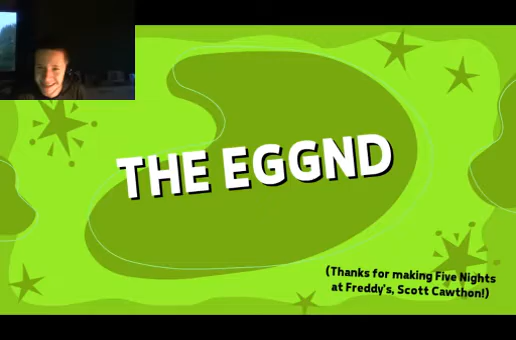 THE EGGND
(Thanks for making Five Nights
at Freddy's, Scott Cawthon!)